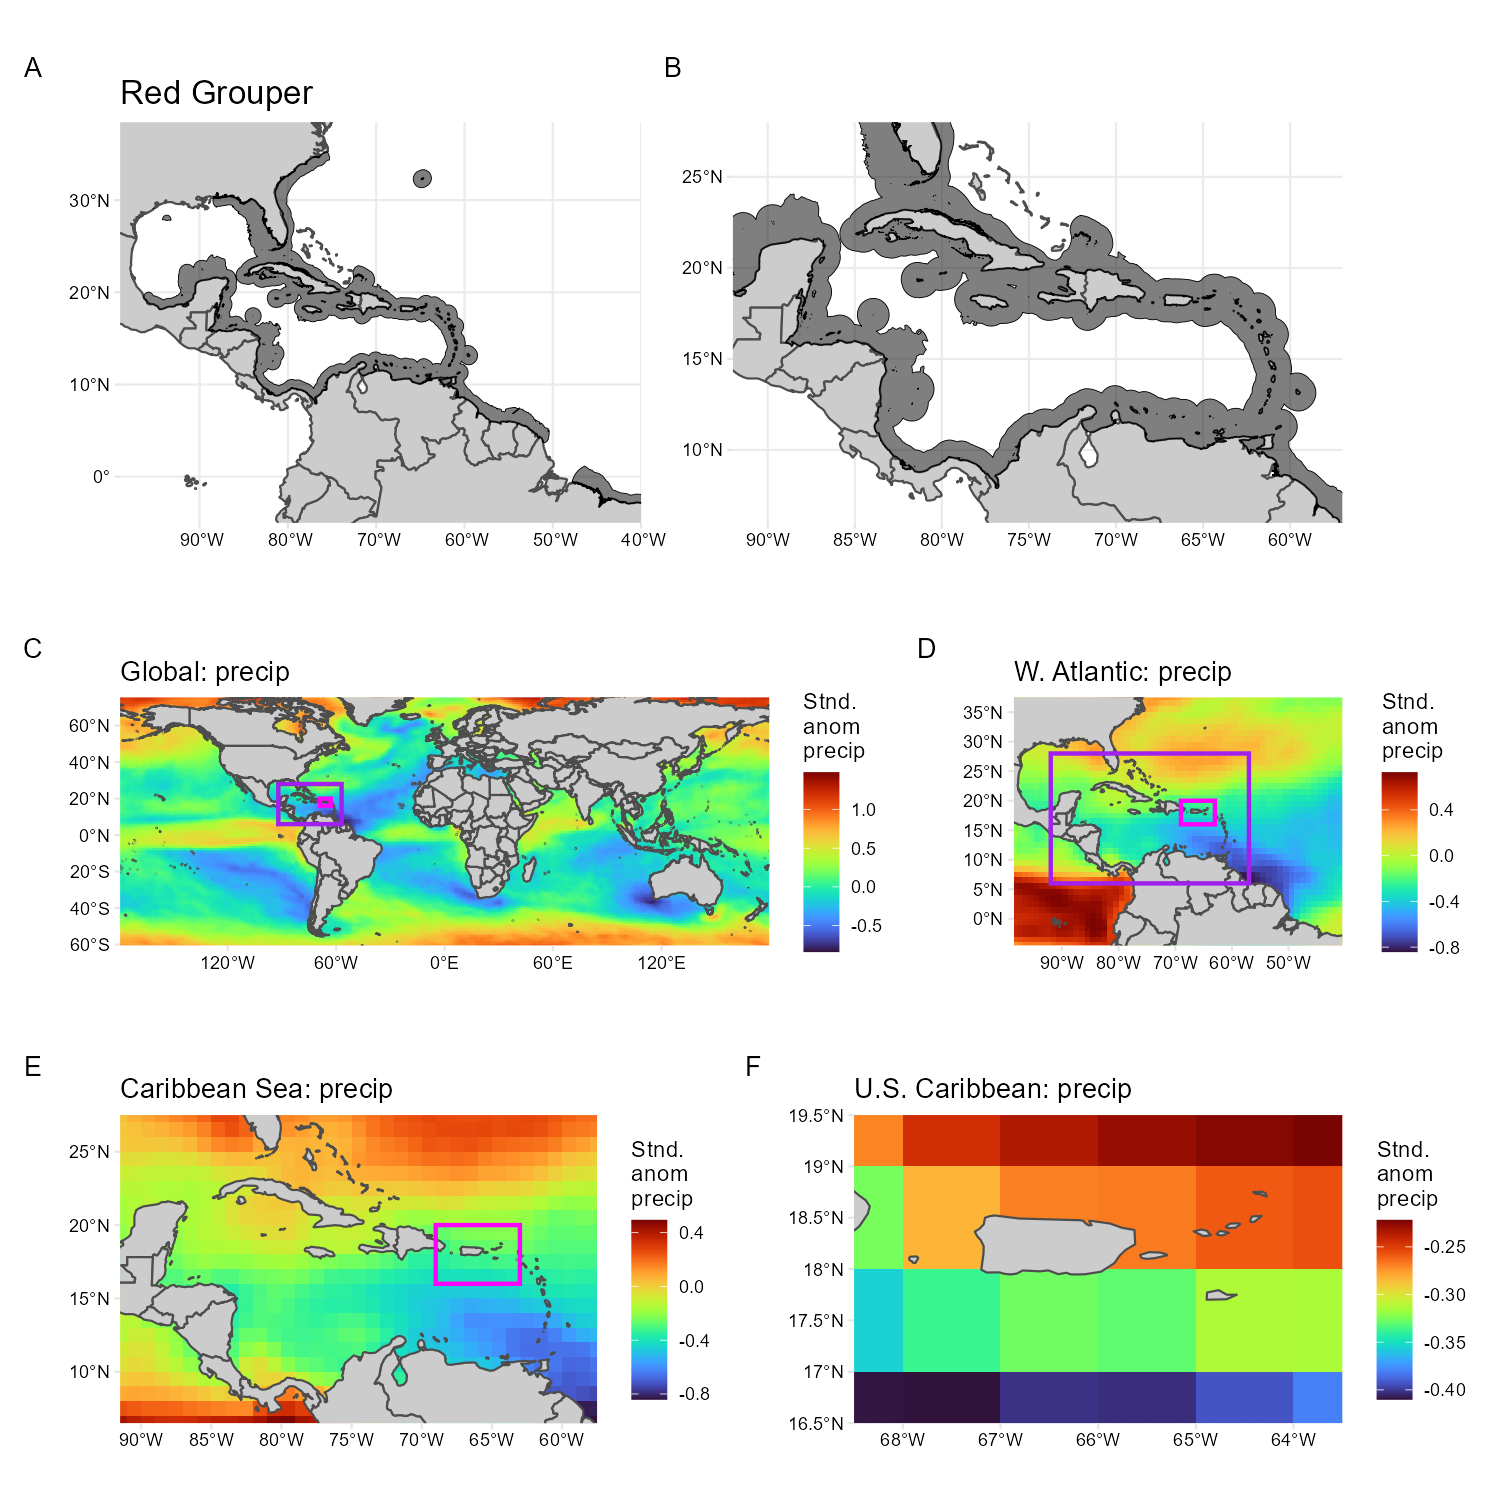 A
B
Red Grouper
30°N
20°N
10°N
0°
90°W 80°W 70°W 60°W 50°W 40°W
25°N
20°N
15°N
10°N
90°W 85°W 80°W 75°W 70°W 65°W 60°W
C
Global: precip
60°N
40°N
20°N
0°N
20°S
40°S
60°S
120°W 60°W 0°E 60°E 120°E
Stnd.
anom
precip
1.0
0.5
0.0
-0.5
D
W. Atlantic: precip
35°N
30°N
25°N
20°N
15°N
10°N
5°N
0°N
90°W 80°W 70°W 60°W 50°W
Stnd.
anom
precip
0.4
0.0
-0.4
-0.8
E
Caribbean Sea: precip
25°N
20°N
15°N
10°N
90°W 85°W 80°W 75°W 70°W 65°W 60°W
Stnd.
anom
precip
0.4
0.0
-0.4
-0.8
F
U.S. Caribbean: precip
19.5°N
19°N
18.5°N
18°N
17.5°N
17°N
16.5°N
68°W 67°W 66°W 65°W 64°W
Stnd.
anom
precip
-0.25
-0.30
-0.35
-0.40